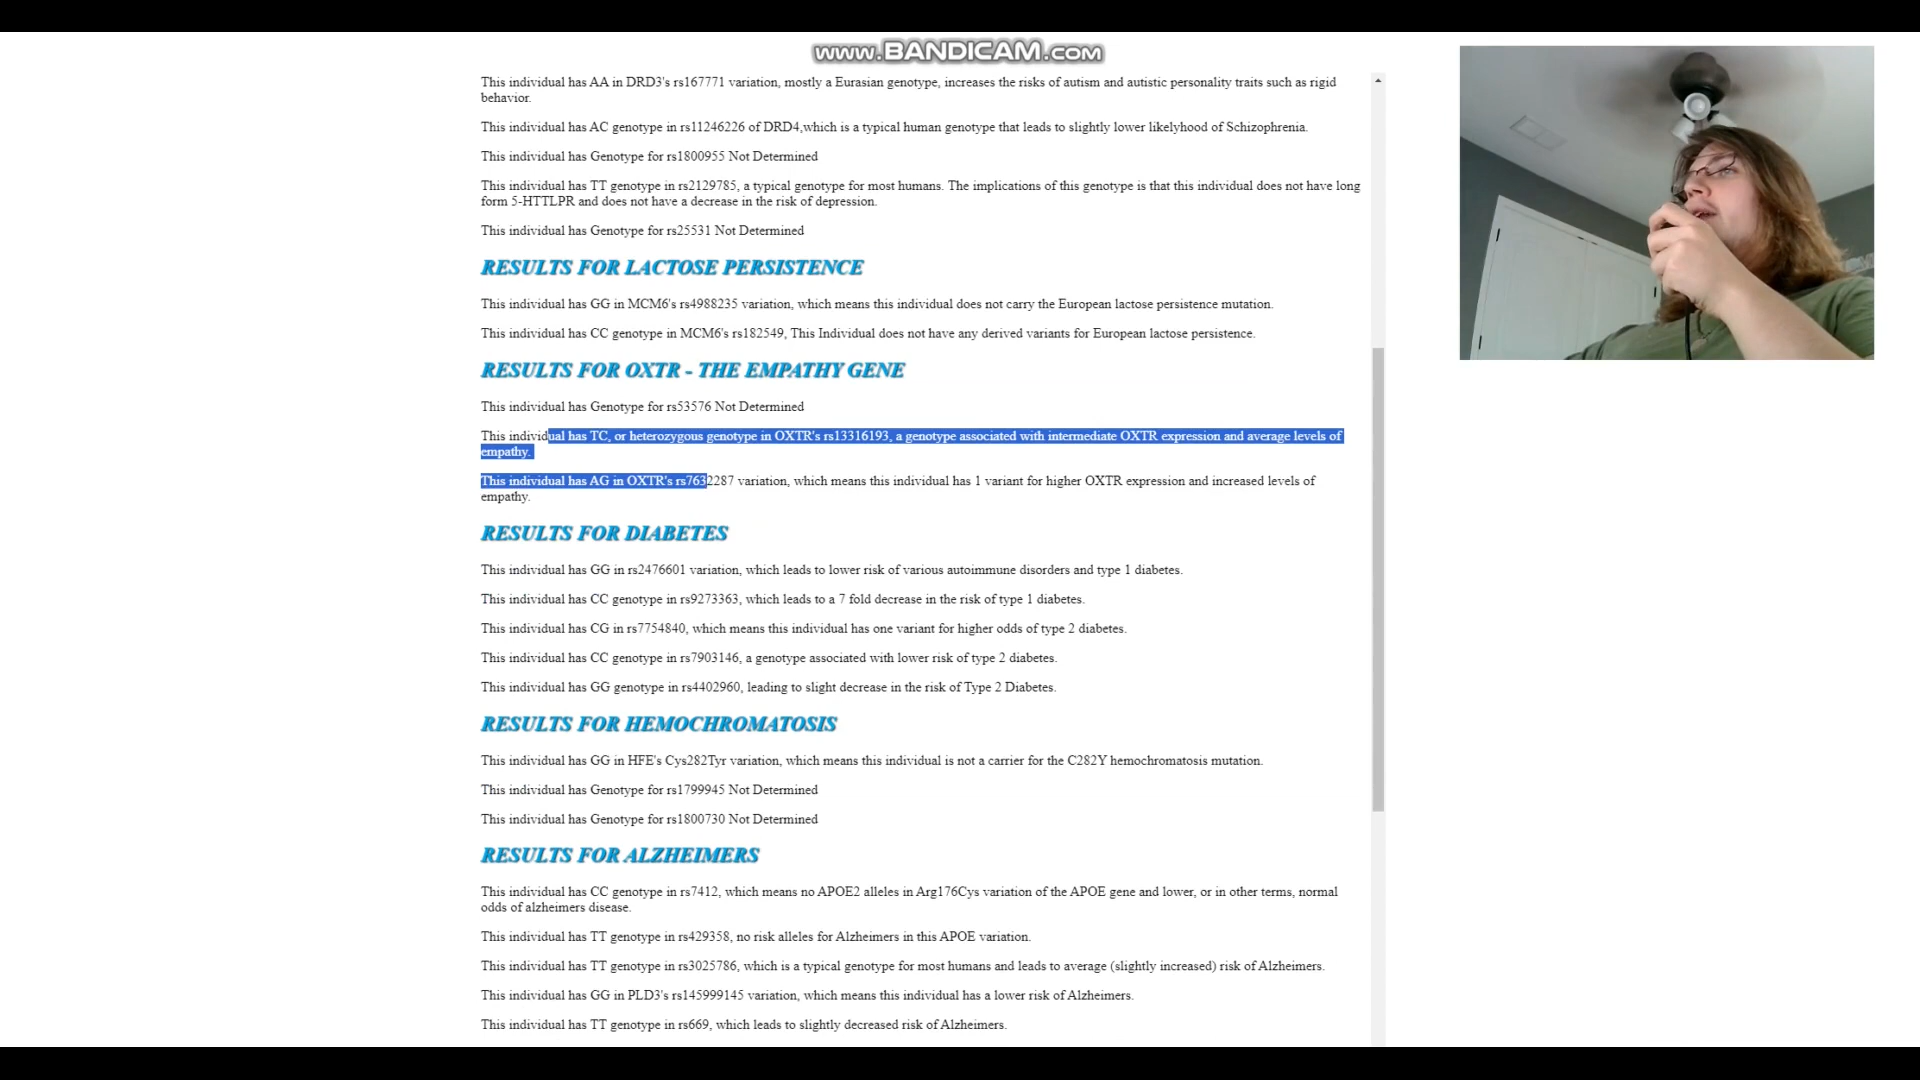 www.BANDICAM.com
This individual has AA in DRD3's rs167771 variation, mostly a Eurasian genotype, increases the risks of autism and autistic personality traits such as rigid
behavior.
This individual has AC genotype in rs11246226 of DRD4,which is a typical human genotype that leads to slightly lower likelyhood of Schizophrenia.
This individual has Genotype for rs1800955 Not Determined
This individual has TT genotype in rs2129785, a typical genotype for most humans. The implications of this genotype is that this individual does not have long
form 5-HTTLPR and does not have a decrease in the risk of depression.
This individual has Genotype for rs25531 Not Determined
RESULTS FOR LACTOSE PERSISTENCE
This individual has GG in MCM6's rs4988235 variation, which means this individual does not carry the European lactose persistence mutation.
This individual has CC genotype in MCM6's rs182549, This Individual does not have any derived variants for European lactose persistence.
RESULTS FOR OXTR - THE EMPATHY GENE
This individual has Genotype for rs53576 Not Determined
This individual has TC, or heterozygous genotype in OXTR's rs13316193, a genotype associated with intermediate OXTR expression and average levels of
empathy.
This individual has AG in OXTR's rs7632287 variation, which means this individual has 1 variant for higher OXTR expression and increased levels of
empathy.
RESULTS FOR DIABETES
This individual has GG in rs2476601 variation, which leads to lower risk of various autoimmune disorders and type 1 diabetes.
This individual has CC genotype in rs9273363, which leads to a 7 fold decrease in the risk of type 1 diabetes.
This individual has CG in rs7754840, which means this individual has one variant for higher odds of type 2 diabetes.
This individual has CC genotype in rs7903146, a genotype associated with lower risk of type 2 diabetes.
This individual has GG genotype in rs4402960, leading to slight decrease in the risk of Type 2 Diabetes.
RESULTS FOR HEMOCHROMATOSIS
This individual has GG in HFE's Cys282Tyr variation, which means this individual is not a carrier for the C282Y hemochromatosis mutation.
This individual has Genotype for rs1799945 Not Determined
This individual has Genotype for rs1800730 Not Determined
RESULTS FOR ALZHEIMERS
This individual has CC genotype in rs7412, which means no APOE2 alleles in Arg176Cys variation of the APOE gene and lower, or in other terms, normal
odds of alzheimers disease.
This individual has TT genotype in rs429358, no risk alleles for Alzheimers in this APOE variation.
This individual has TT genotype in rs3025786, which is a typical genotype for most humans and leads to average (slightly increased) risk of Alzheimers.
This individual has GG in PLD3's rs145999145 variation, which means this individual has a lower risk of Alzheimers.
This individual has TT genotype in rs669, which leads to slightly decreased risk of Alzheimers.